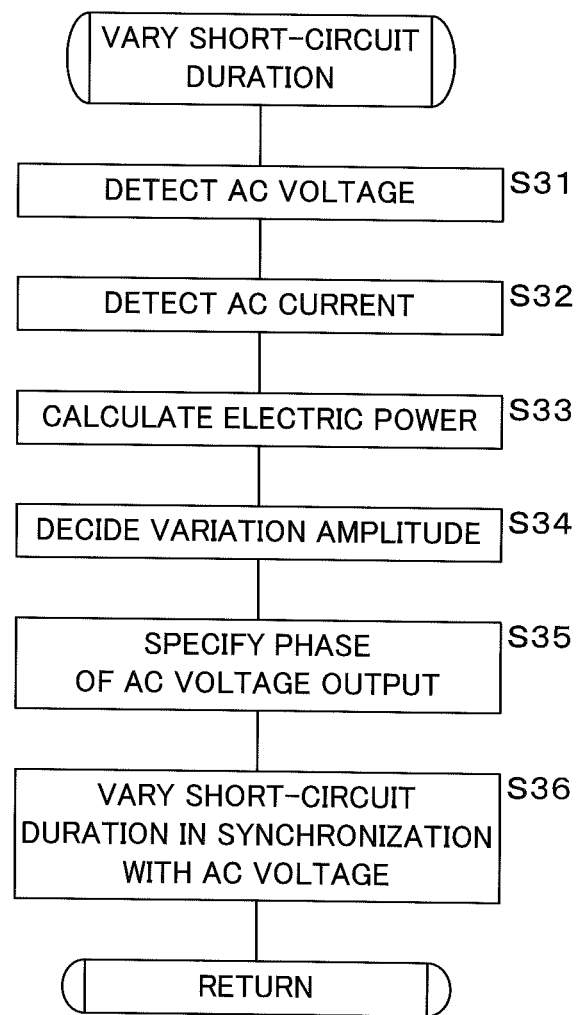 VARY SHORT-CIRCUIT
DURATION
DETECT AC VOLTAGE
S31
DETECT AC CURRENT
S32
CALCULATE ELECTRIC POWER
S33
DECIDE VARIATION AMPLITUDE
S34
SPECIFY PHASE
OF AC VOLTAGE OUTPUT
S35
VARY SHORT-CIRCUIT
DURATION IN SYNCHRONIZATION
WITH AC VOLTAGE
S36
RETURN